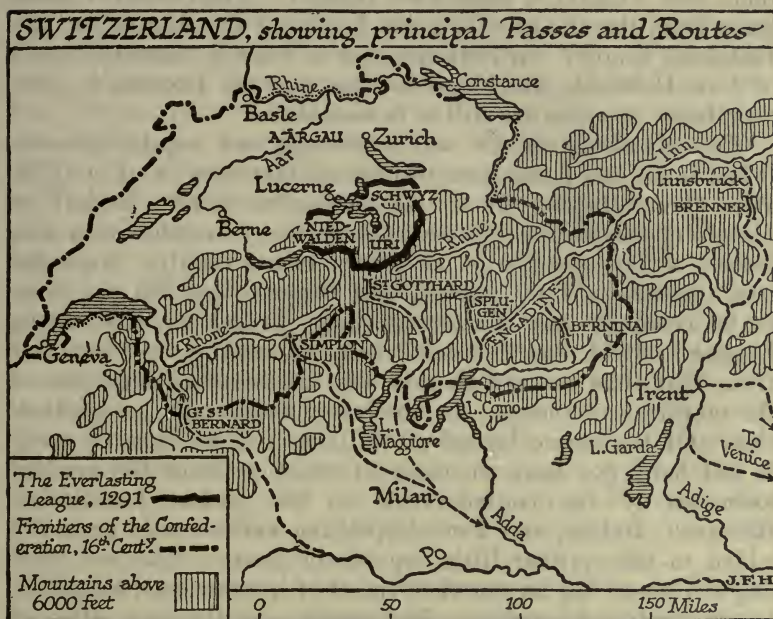 SWITZERLAND, showing principal Passes and Routes
Rhine
Constance
Basle
AARGAU
Zurich
Inn
Aar
Innsbruck
Lucerne
SCHWYZ
BRENNER
Berne
NIED-
WALDEN
URI
Rhine
ST GOTTHARD
SPLU-
GEN
ENGADINE
BERNINA
Rhone
SIMPLON
Geneva
Gt St
BERNARD
L. Como
Trent
L.
Maggiore
L. Garda
To
Venice
Milan
Adda
Adige
Po
The Everlasting
League, 1291
Frontiers of the Confed-
eration, 16th Centy.
Mountains above
6000 feet
J.F.H
0 50 100 150 Miles